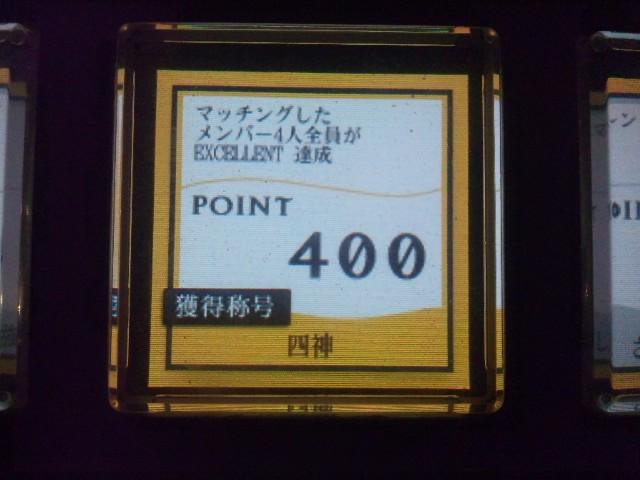 マッチングした
メンバー4人全員が
EXCELLENT 達成
POINT
400
獲得称号
四神